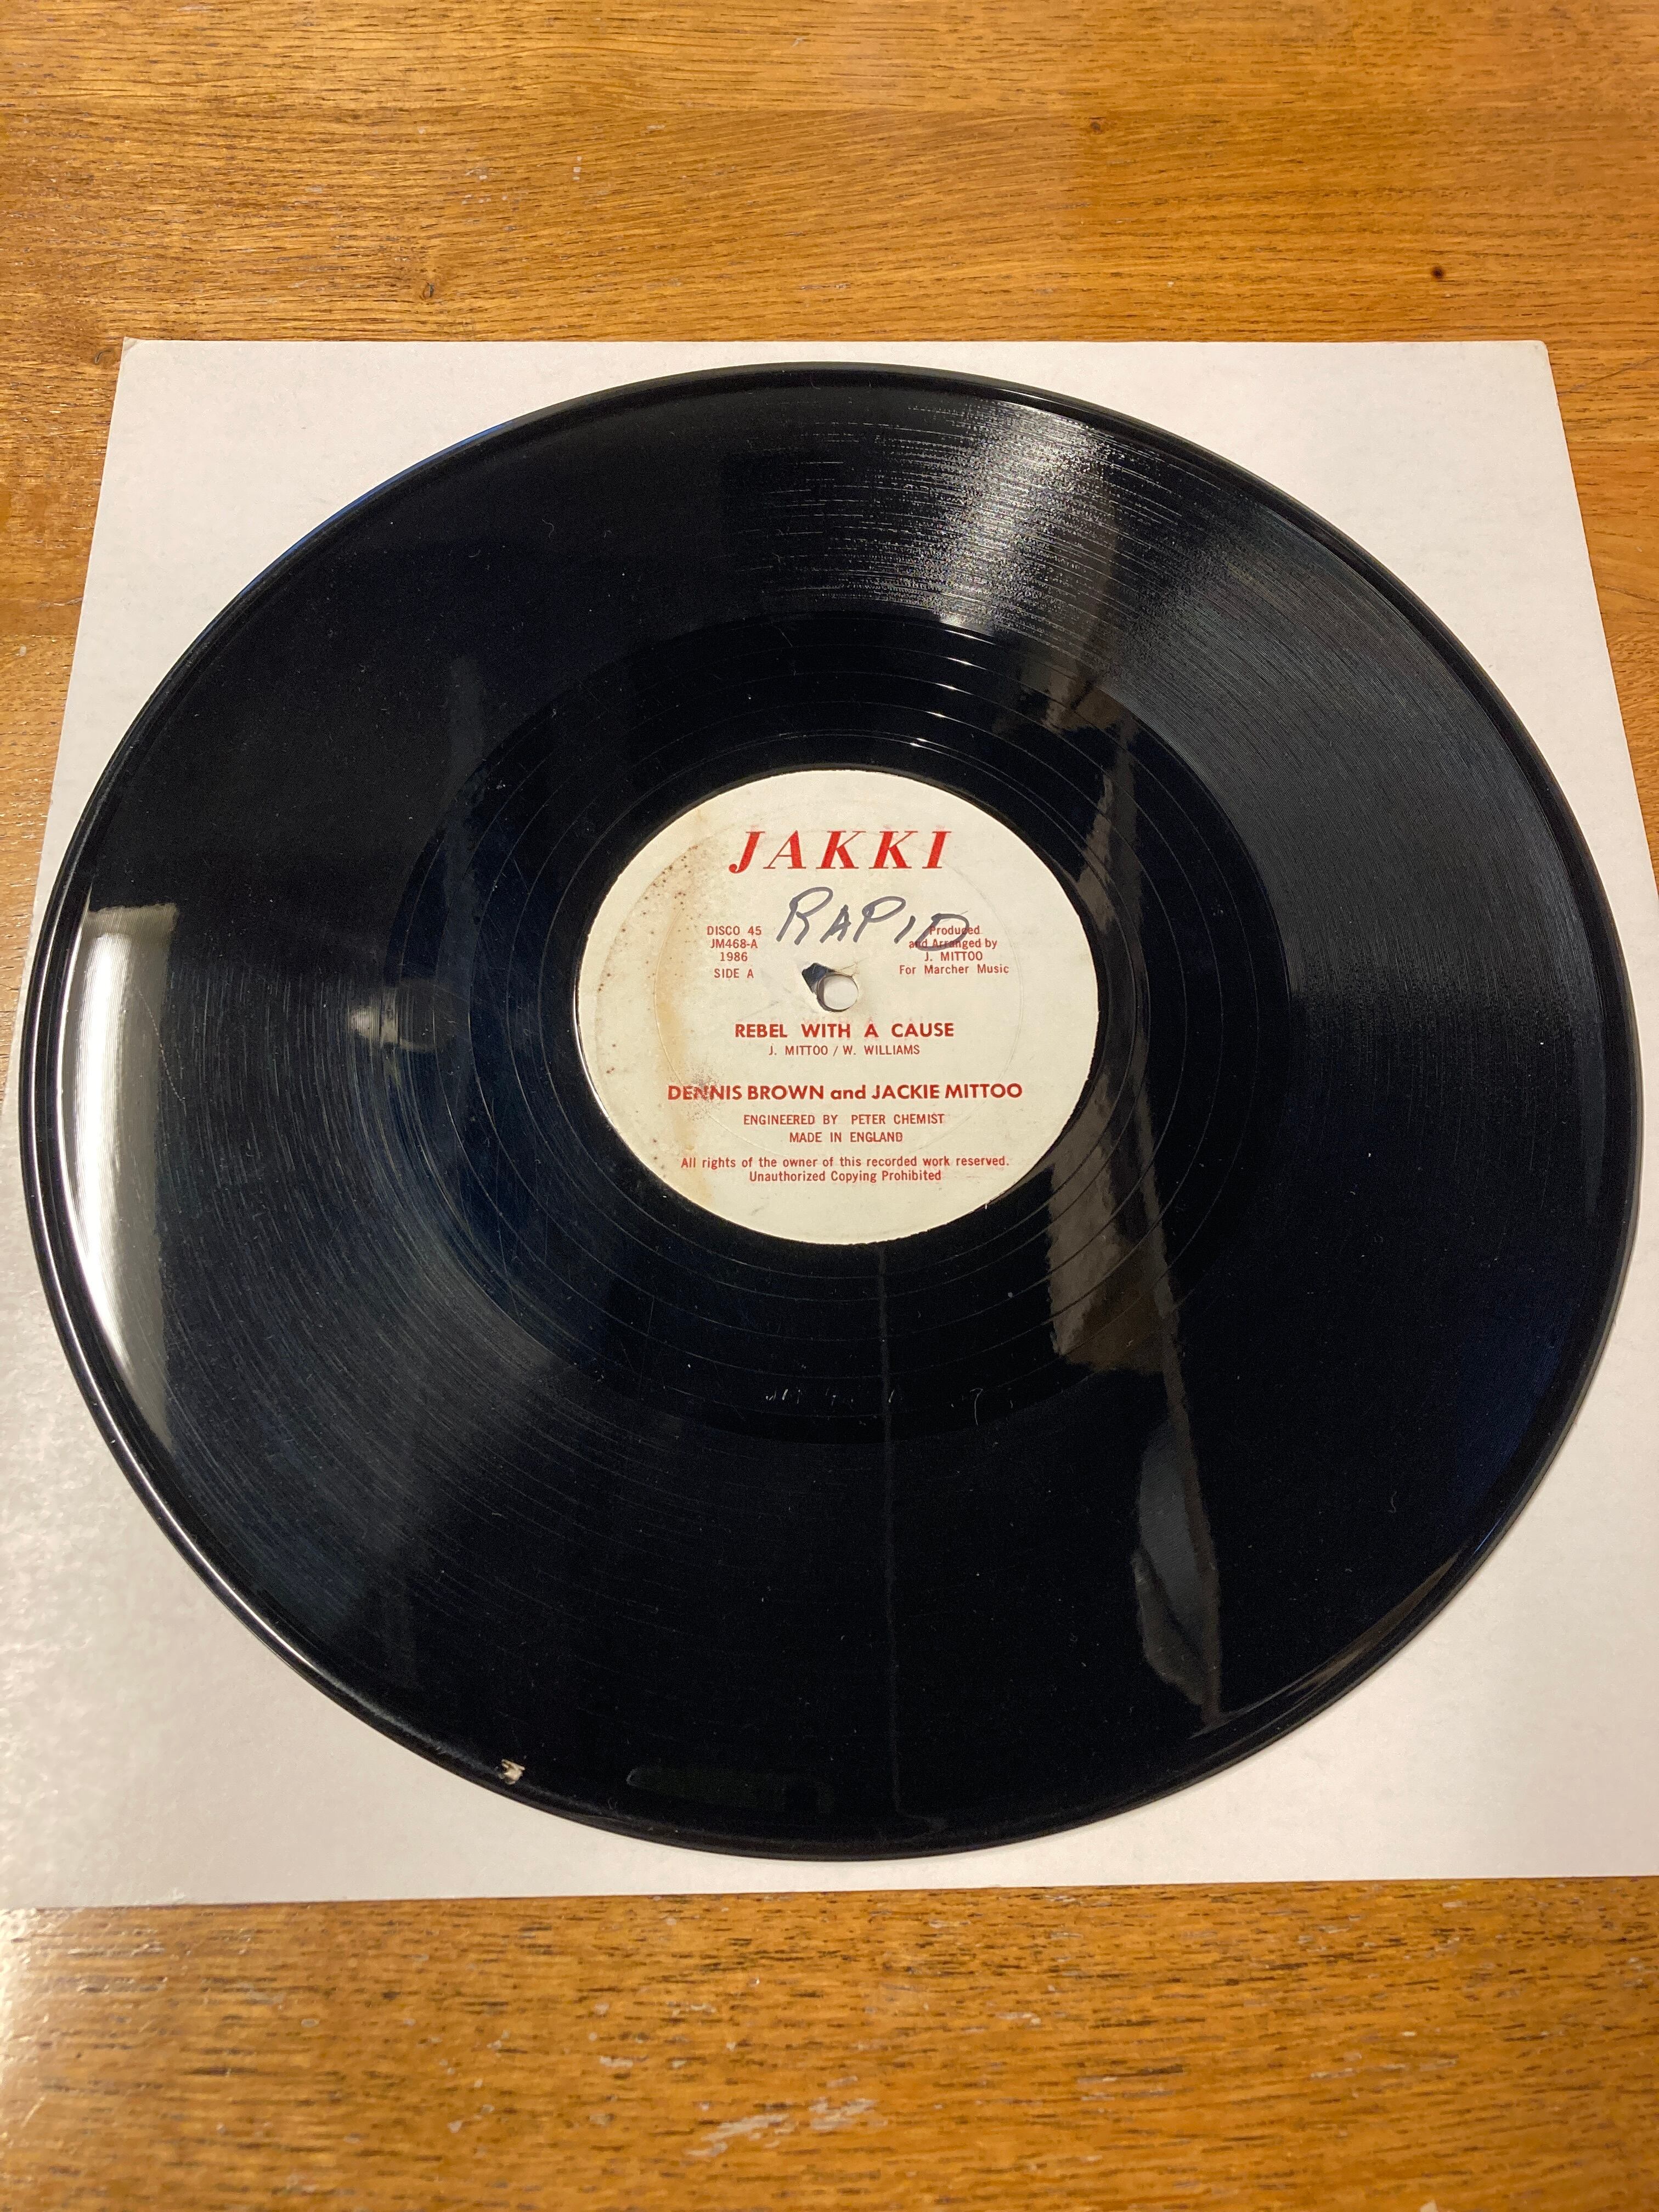 JAKKI
RAPID
DISCO 45
JM468-A
1986
SIDE A
Produced
and Arranged by
J. MITTOO
For Marcher Music
REBEL WITH A CAUSE
J. MITTOO / W. WILLIAMS
DENNIS BROWN and JACKIE MITTOO
ENGINEERED BY PETER CHEMIST
MADE IN ENGLAND
All rights of the owner of this recorded work reserved.
Unauthorized Copying Prohibited